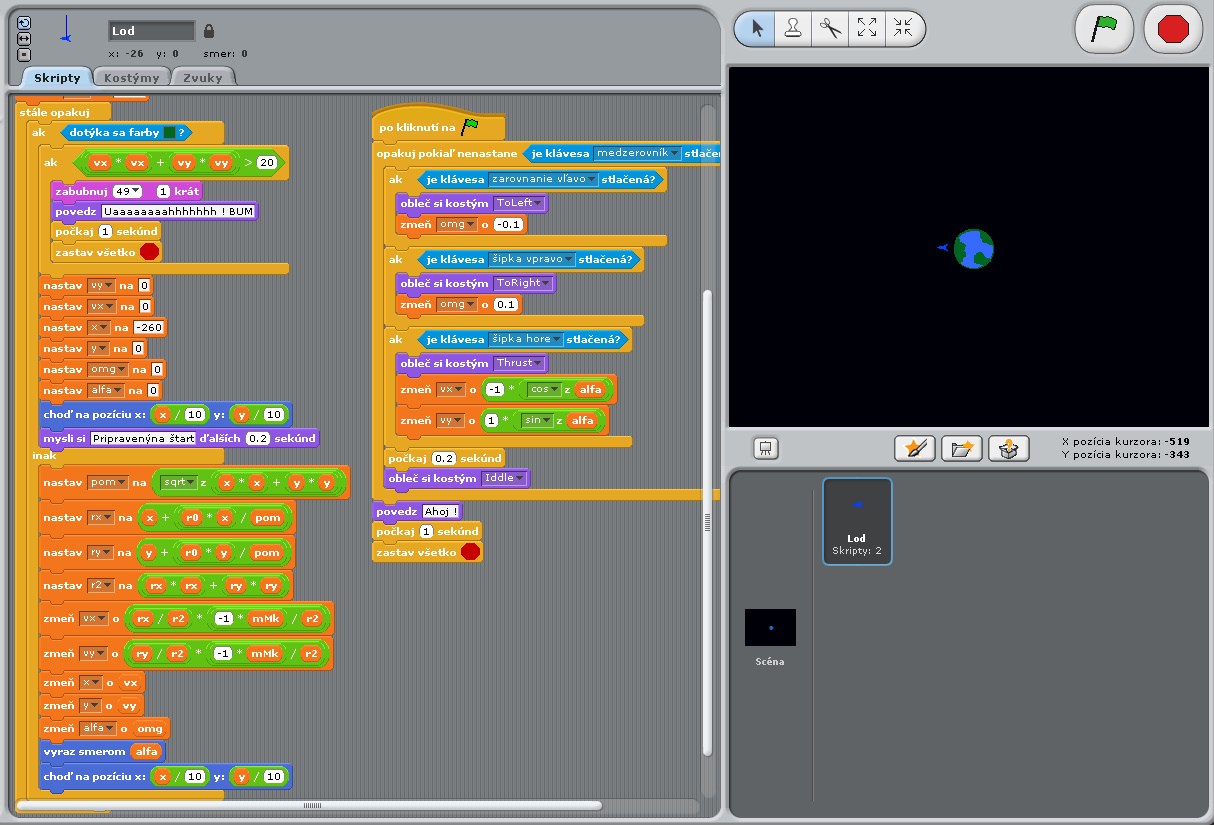 Lod
x: -26 y: 0 smer: 0
Skripty Kostýmy Zvuky
stále opakuj
ak dotýka sa farby ?
ak vx * vx + vy * vy > 20
zabubnuj 49 1 krát
povedz Uaaaaaaaahhhhhhh ! BUM
počkaj 1 sekúnd
zastav všetko
nastav vy na 0
nastav vx na 0
nastav x na -260
nastav y na 0
nastav omg na 0
nastav alfa na 0
choď na pozíciu x: x / 10 y: y / 10
mysli si Pripravenýna štart ďalších 0.2 sekúnd
inak
nastav pom na sqrt z x * x + y * y
nastav rx na x + r0 * x / pom
nastav ry na y + r0 * y / pom
nastav r2 na rx * rx + ry * ry
zmeň vx o rx / r2 * -1 * mMk / r2
zmeň vy o ry / r2 * -1 * mMk / r2
zmeň x o vx
zmeň y o vy
zmeň alfa o omg
vyraz smerom alfa
choď na pozíciu x: x / 10 y: y / 10
po kliknutí na
opakuj pokiaľ nenastane je klávesa medzerovník stlače
ak je klávesa zarovnanie vľavo stlačená?
obleč si kostým ToLeft
zmeň omg o -0.1
ak je klávesa šipka vpravo stlačená?
obleč si kostým ToRight
zmeň omg o 0.1
ak je klávesa šipka hore stlačená?
obleč si kostým Thrust
zmeň vx o -1 * cos z alfa
zmeň vy o 1 * sin z alfa
počkaj 0.2 sekúnd
obleč si kostým Iddle
povedz Ahoj !
počkaj 1 sekúnd
zastav všetko
X pozícia kurzora: -519
Y pozícia kurzora: -343
Lod
Skripty: 2
Scéna